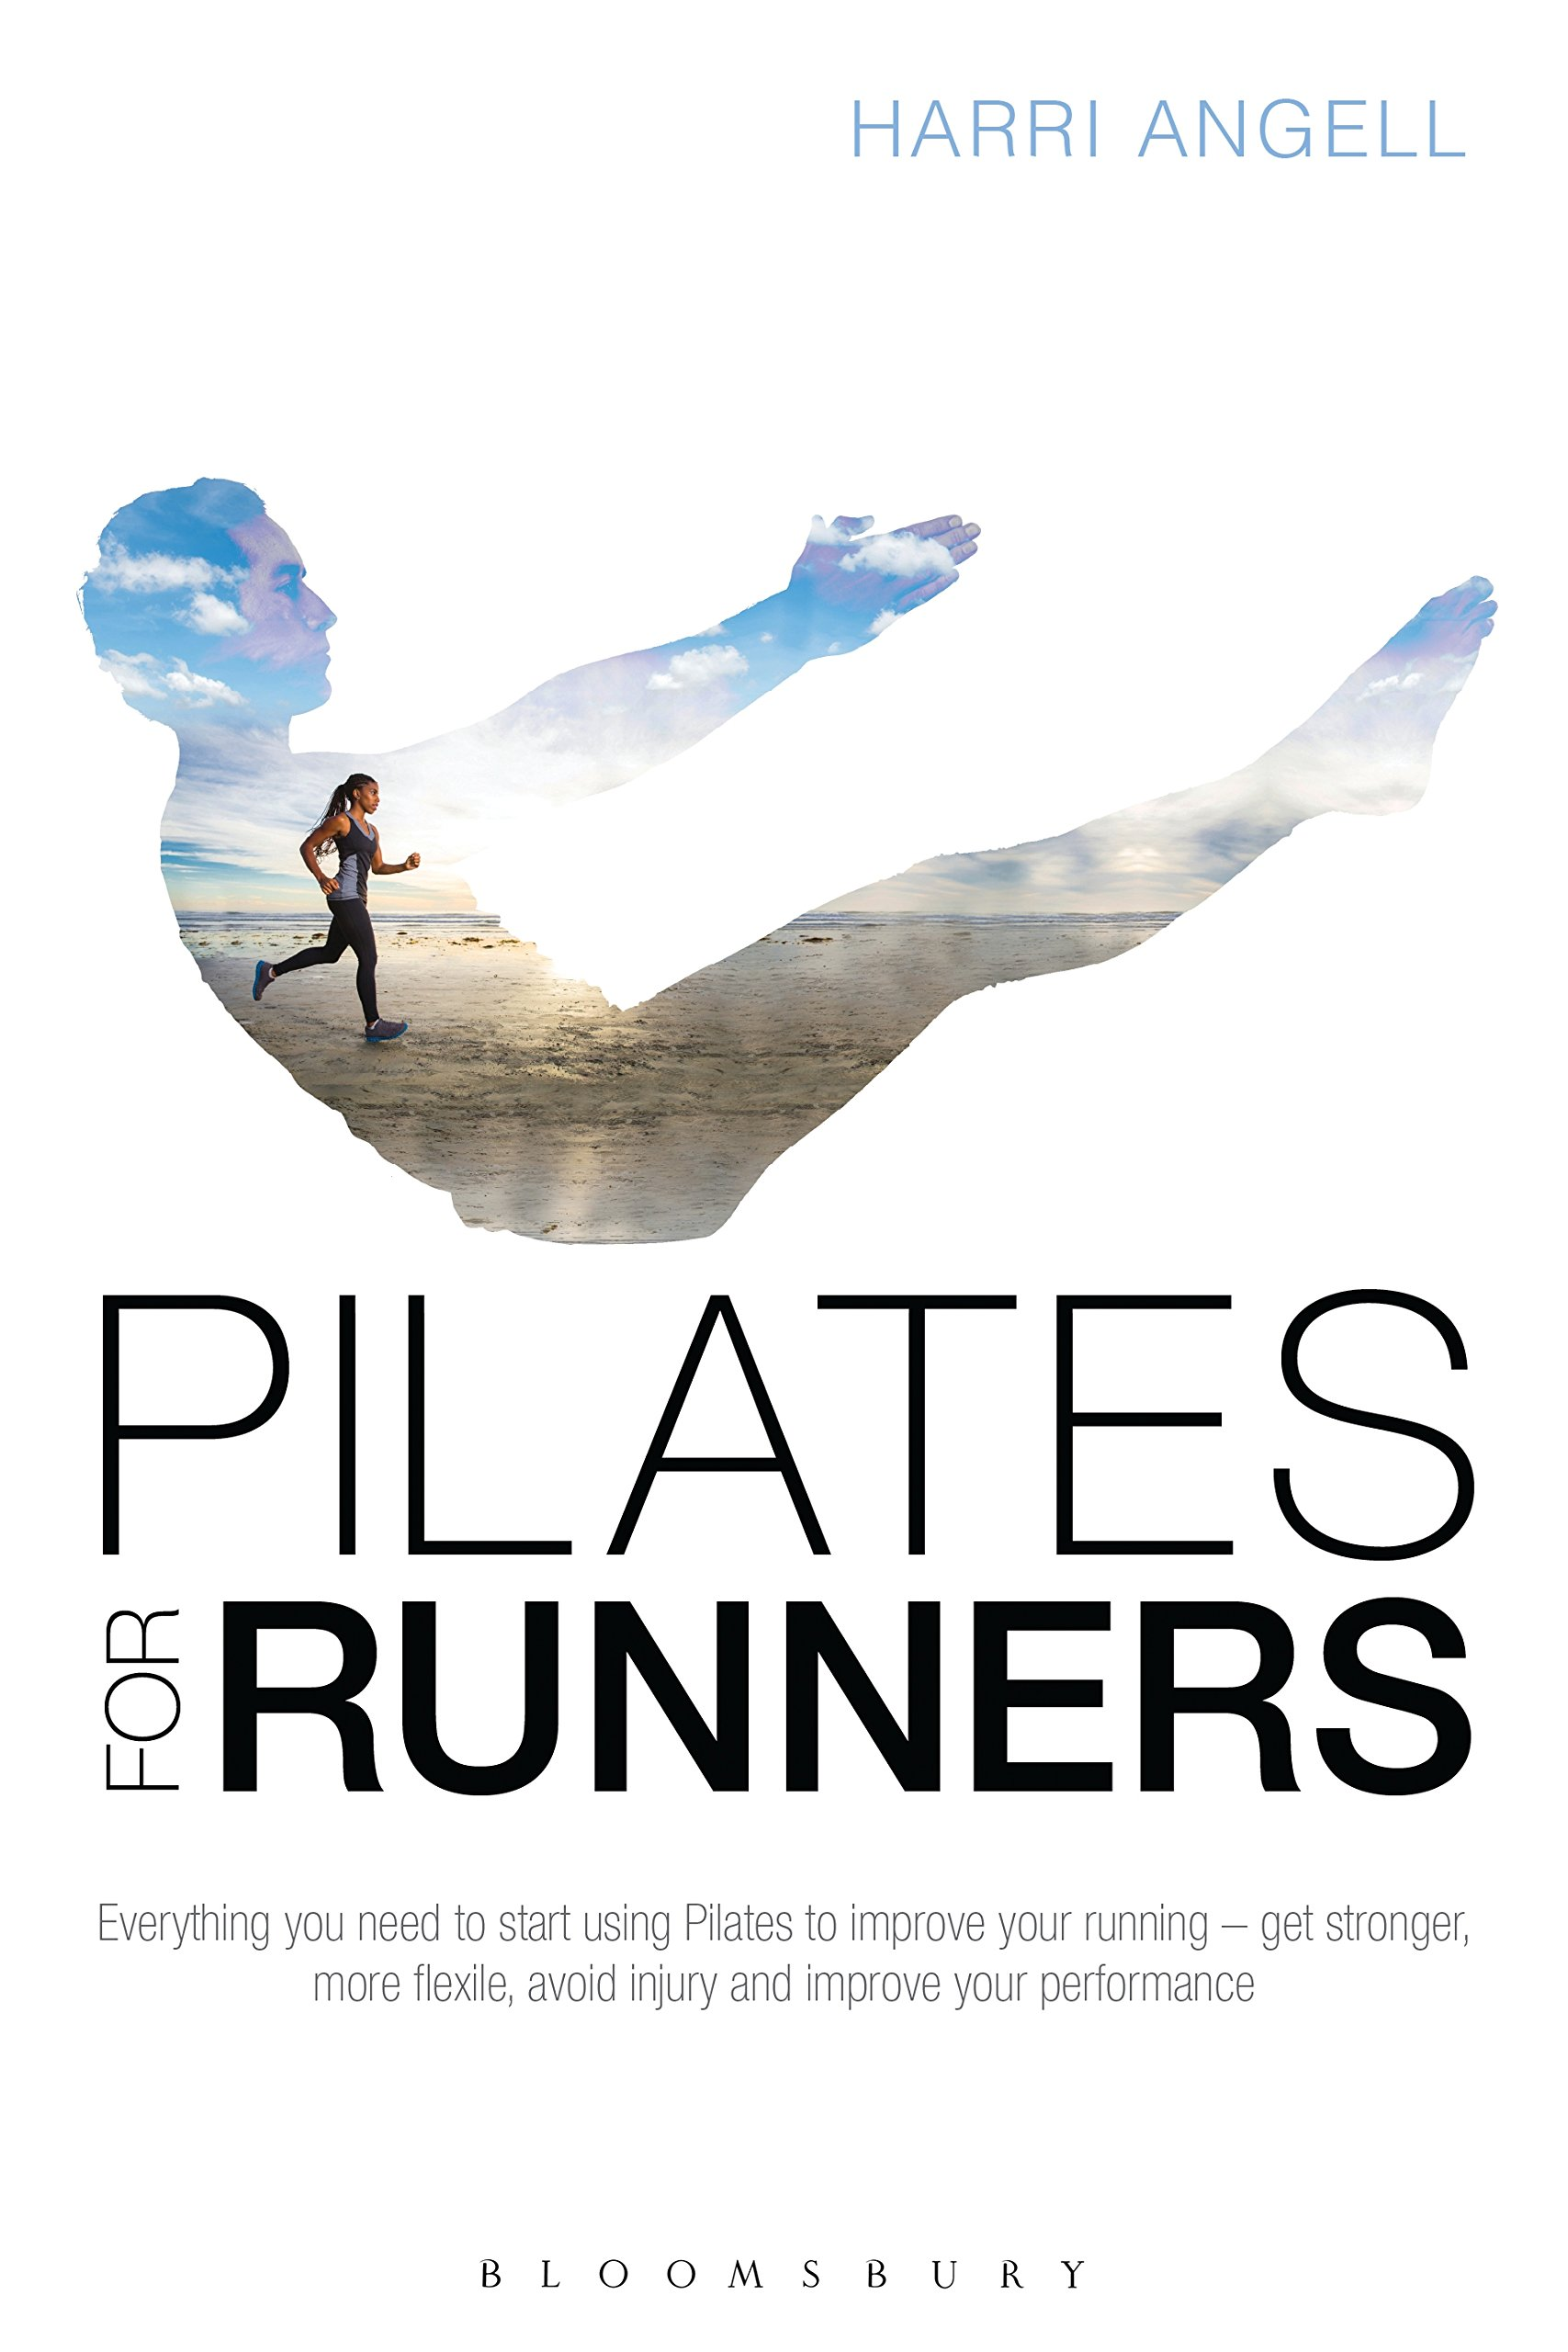 HARRI ANGELL
PILATES
FOR RUNNERS
Everything you need to start using Pilates to improve your running – get stronger,
more flexile, avoid injury and improve your performance
BLOOMSBURY